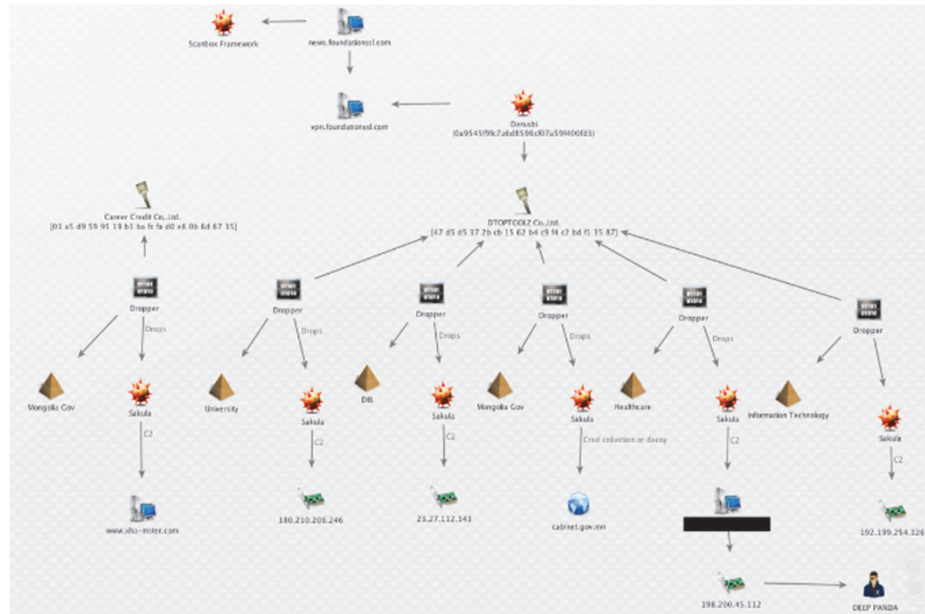 Scanbox Framework
news.foundationssl.com
vpn.foundationssl.com
Derusbi
(0a9545f9fc7a6d8596cf07a59f400fd3)
Career Credit Co.,Ltd.
[01 a5 d9 59 95 19 b1 ba fc fa d0 e8 0b 6d 67 35]
DTOPTOOLZ Co.,Ltd.
[47 d5 d5 37 2b cb 15 62 b4 c9 f4 c2 bd f1 35 87]
Dropper
Dropper
Dropper
Dropper
Dropper
Dropper
Drops
Drops
Drops
Drops
Drops
Mongolia Gov
Sakula
University
Sakula
DIB
Sakula
Mongolia Gov
Sakula
Healthcare
Sakula
Information Technology
Sakula
C2
C2
C2
Cred collection or decoy
C2
C2
www.xha-mster.com
180.210.206.246
23.27.112.143
cabinet.gov.mn
192.199.254.126
198.200.45.112
DEEP PANDA